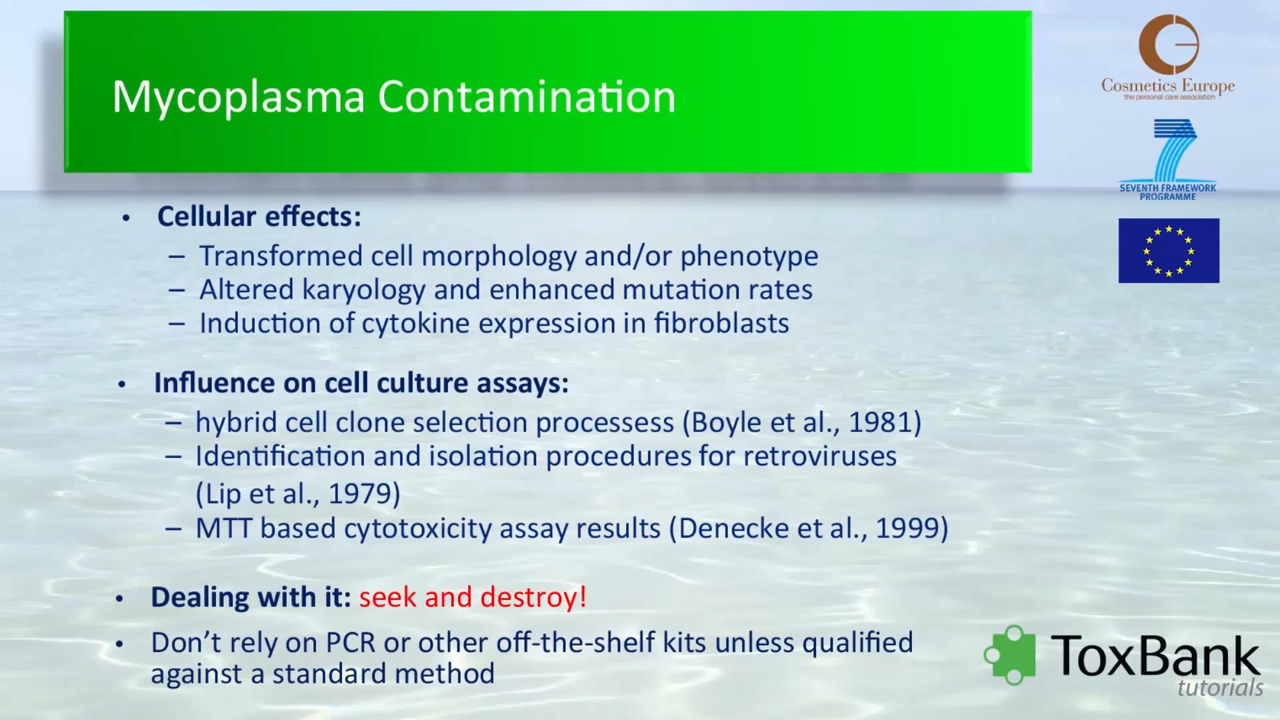 Mycoplasma Contamination
Cosmetics Europe
the personal care association
SEVENTH FRAMEWORK
PROGRAMME
• Cellular effects:
– Transformed cell morphology and/or phenotype
– Altered karyology and enhanced mutation rates
– Induction of cytokine expression in fibroblasts
• Influence on cell culture assays:
– hybrid cell clone selection processess (Boyle et al., 1981)
– Identification and isolation procedures for retroviruses
(Lip et al., 1979)
– MTT based cytotoxicity assay results (Denecke et al., 1999)
• Dealing with it: seek and destroy!
• Don’t rely on PCR or other off-the-shelf kits unless qualified
against a standard method
ToxBank
tutorials